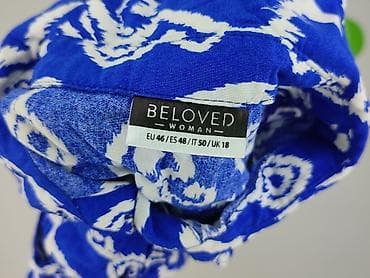 BELOVED
WOMAN
EU 46 / ES 48 / IT 50 / UK 18